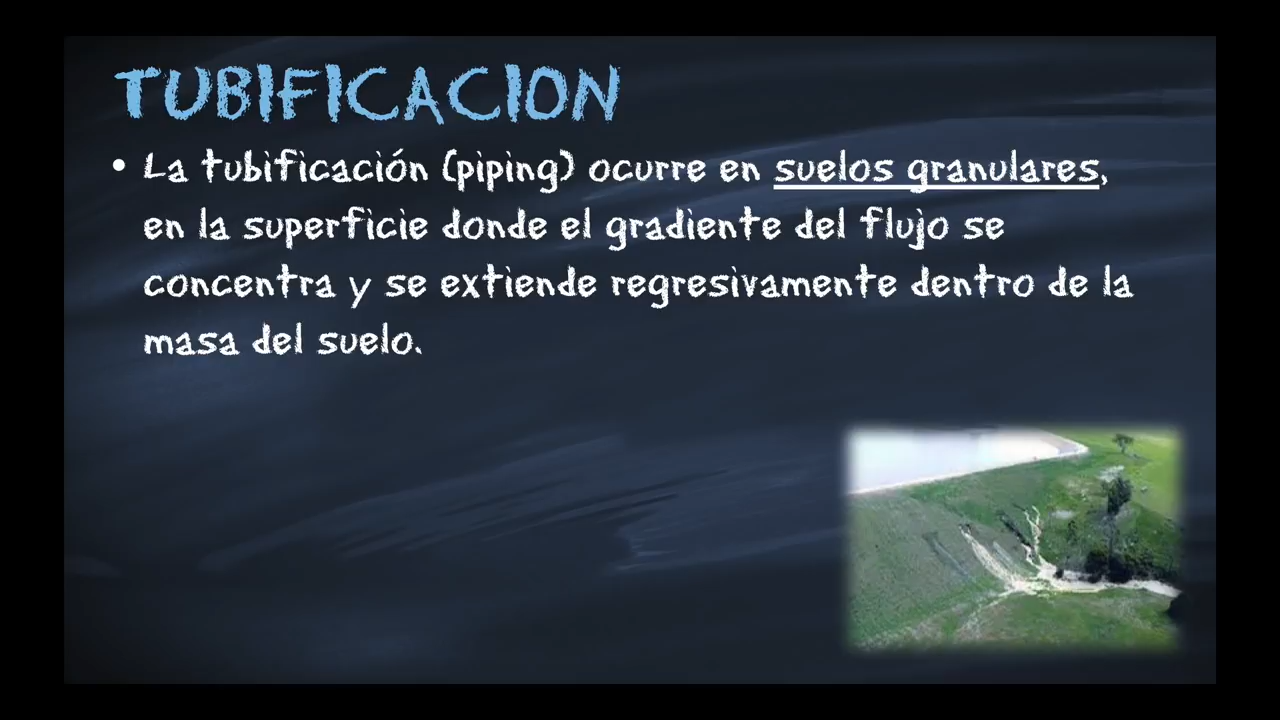 TUBIFICACION
• La tubificación (piping) ocurre en suelos granulares,
en la superficie donde el gradiente del flujo se
concentra y se extiende regresivamente dentro de la
masa del suelo.